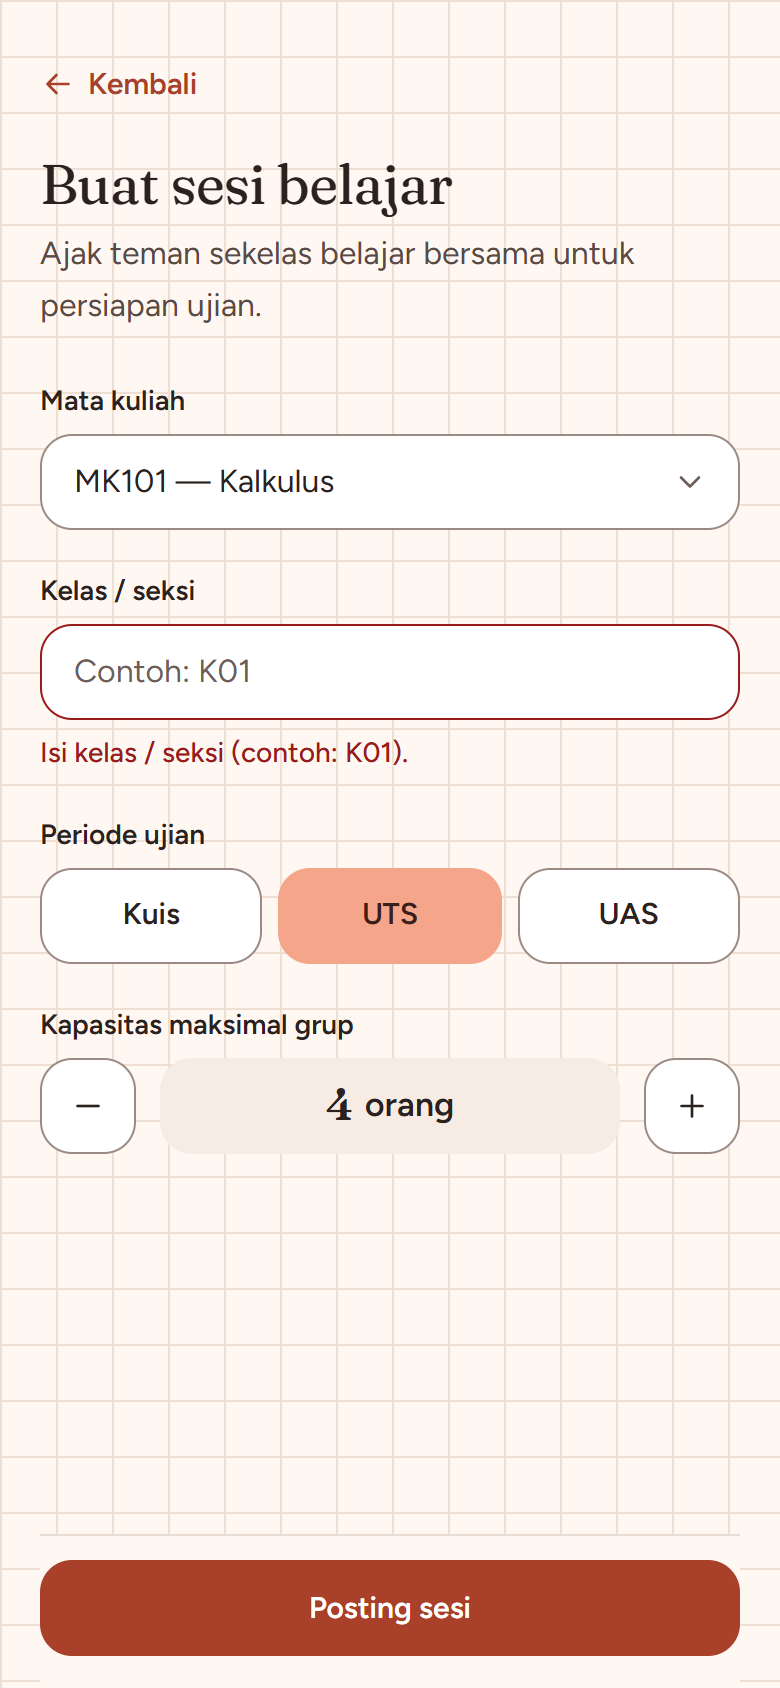 Kembali
Buat sesi belajar
Ajak teman sekelas belajar bersama untuk
persiapan ujian.
Mata kuliah
MK101 — Kalkulus
Kelas / seksi
Contoh: K01
Isi kelas / seksi (contoh: K01).
Periode ujian
Kuis
UTS
UAS
Kapasitas maksimal grup
4 orang
Posting sesi